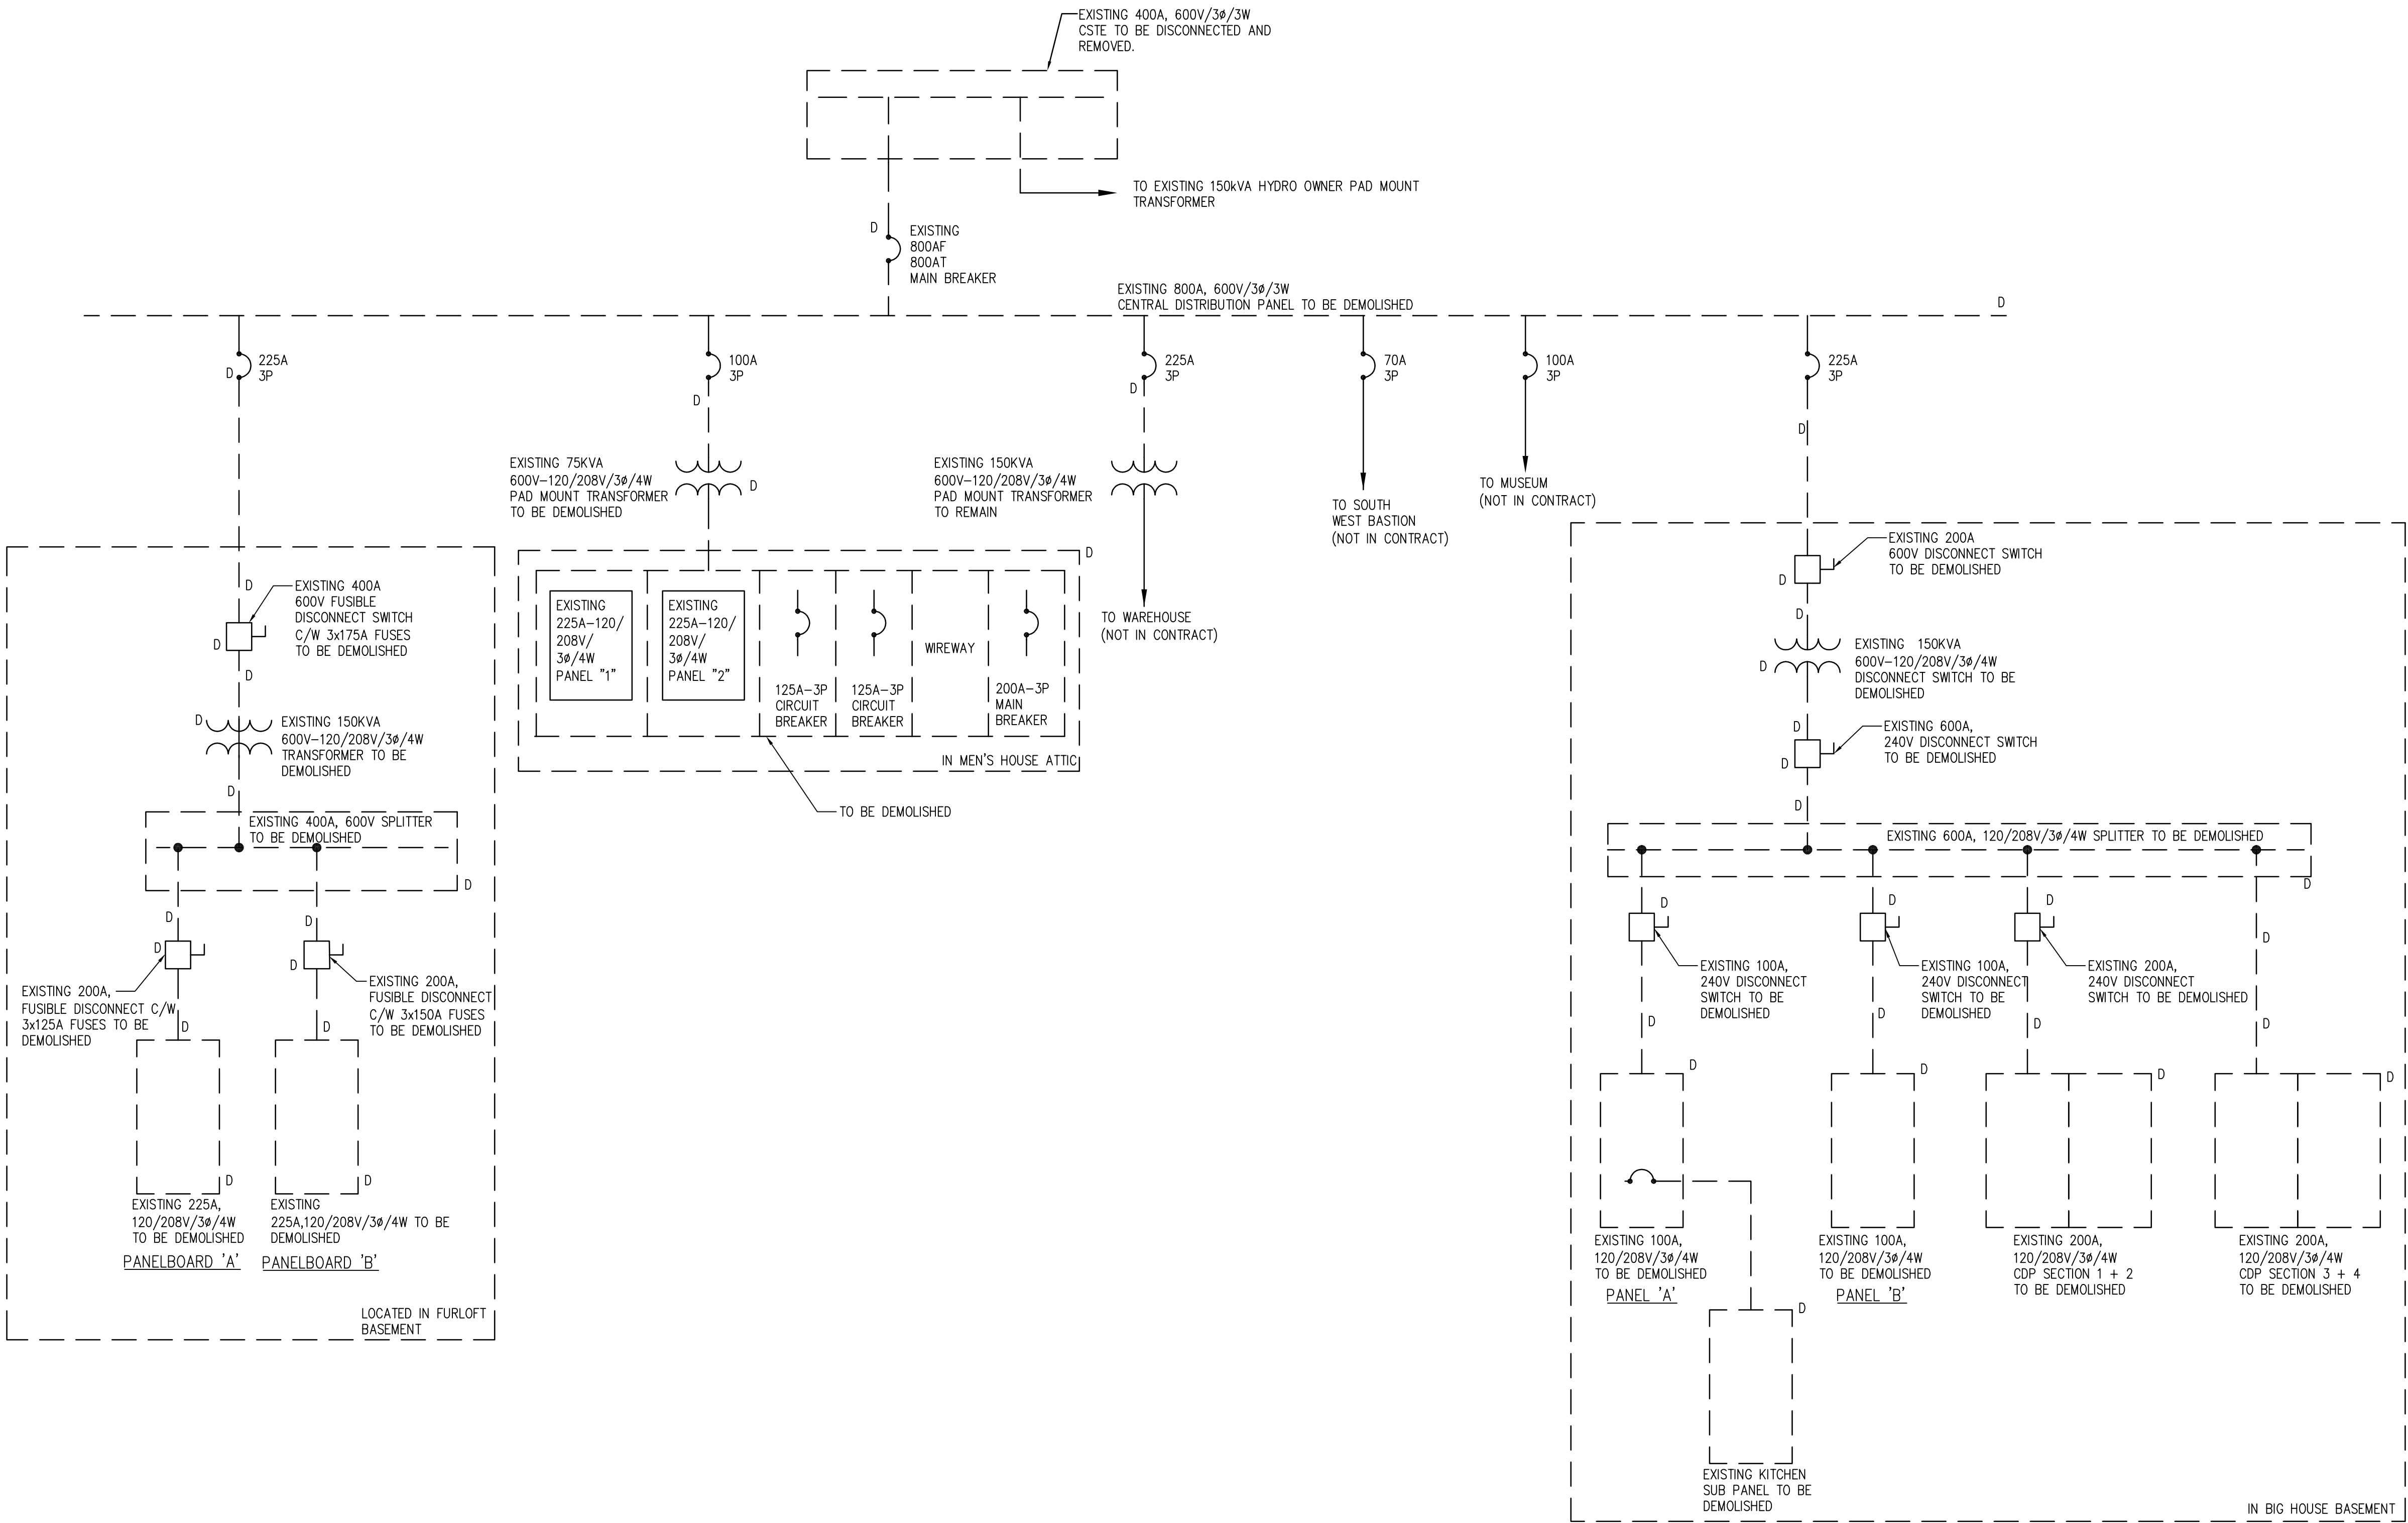 EXISTING 400A, 600V/3ø/3W
CSTE TO BE DISCONNECTED AND
REMOVED.
TO EXISTING 150kVA HYDRO OWNER PAD MOUNT
TRANSFORMER
D
EXISTING
800AF
800AT
MAIN BREAKER
EXISTING 800A, 600V/3ø/3W
CENTRAL DISTRIBUTION PANEL TO BE DEMOLISHED
D
225A
3P
D
100A
3P
D
225A
3P
D
70A
3P
100A
3P
225A
3P
D
EXISTING 75KVA
600V-120/208V/3ø/4W
PAD MOUNT TRANSFORMER
TO BE DEMOLISHED
D
EXISTING 150KVA
600V-120/208V/3ø/4W
PAD MOUNT TRANSFORMER
TO REMAIN
TO SOUTH
WEST BASTION
(NOT IN CONTRACT)
TO MUSEUM
(NOT IN CONTRACT)
TO WAREHOUSE
(NOT IN CONTRACT)
D
EXISTING 400A
600V FUSIBLE
DISCONNECT SWITCH
C/W 3x175A FUSES
TO BE DEMOLISHED
D
D
D
EXISTING 150KVA
600V-120/208V/3ø/4W
TRANSFORMER TO BE
DEMOLISHED
D
EXISTING 400A, 600V SPLITTER
TO BE DEMOLISHED
D
D
D
D
D
EXISTING 200A,
FUSIBLE DISCONNECT C/W
3x125A FUSES TO BE
DEMOLISHED
EXISTING 200A,
FUSIBLE DISCONNECT
C/W 3x150A FUSES
TO BE DEMOLISHED
D
D
D
D
EXISTING 225A,
120/208V/3ø/4W
TO BE DEMOLISHED
PANELBOARD 'A'
EXISTING
225A,120/208V/3ø/4W TO BE
DEMOLISHED
PANELBOARD 'B'
LOCATED IN FURLOFT
BASEMENT
D
EXISTING
225A-120/
208V/
3ø/4W
PANEL "1"
EXISTING
225A-120/
208V/
3ø/4W
PANEL "2"
125A-3P
CIRCUIT
BREAKER
125A-3P
CIRCUIT
BREAKER
WIREWAY
200A-3P
MAIN
BREAKER
IN MEN'S HOUSE ATTIC
TO BE DEMOLISHED
EXISTING 200A
600V DISCONNECT SWITCH
TO BE DEMOLISHED
D
D
EXISTING 150KVA
600V-120/208V/3ø/4W
DISCONNECT SWITCH TO BE
DEMOLISHED
D
D
EXISTING 600A,
240V DISCONNECT SWITCH
TO BE DEMOLISHED
D
D
EXISTING 600A, 120/208V/3ø/4W SPLITTER TO BE DEMOLISHED
D
D
D
D
D
EXISTING 100A,
240V DISCONNECT
SWITCH TO BE
DEMOLISHED
EXISTING 100A,
240V DISCONNECT
SWITCH TO BE
DEMOLISHED
EXISTING 200A,
240V DISCONNECT
SWITCH TO BE DEMOLISHED
D
D
D
D
D
D
D
D
EXISTING 100A,
120/208V/3ø/4W
TO BE DEMOLISHED
PANEL 'A'
EXISTING 100A,
120/208V/3ø/4W
TO BE DEMOLISHED
PANEL 'B'
EXISTING 200A,
120/208V/3ø/4W
CDP SECTION 1 + 2
TO BE DEMOLISHED
EXISTING 200A,
120/208V/3ø/4W
CDP SECTION 3 + 4
TO BE DEMOLISHED
D
EXISTING KITCHEN
SUB PANEL TO BE
DEMOLISHED
IN BIG HOUSE BASEMENT